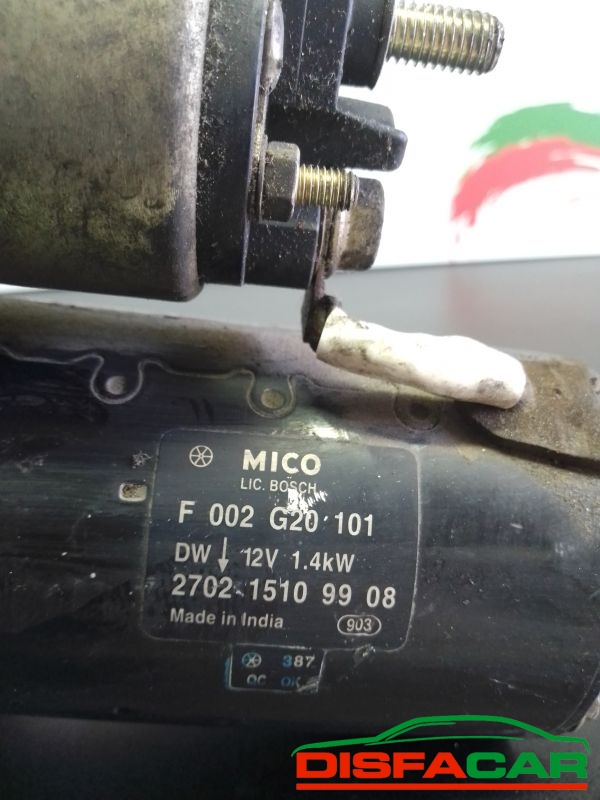 MICO
LIC. BOSCH
F 002 G20 101
DW ↓ 12V 1.4kW
2702 1510 99 08
Made in India 903
387
QC OK
DISFACAR